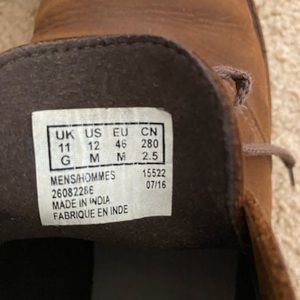 UK US EU CN
11 12 46 280
G M M 2.5
MENS/HOMMES 15522
26082286 07/16
MADE IN INDIA
FABRIQUE EN INDE